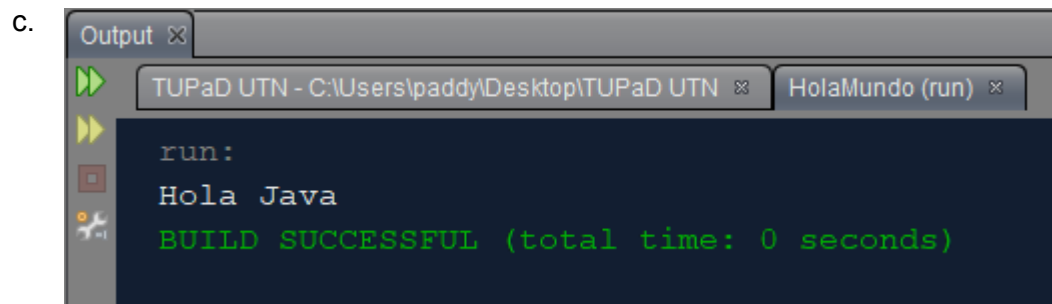 c.
Output
TUPaD UTN - C:\Users\paddy\Desktop\TUPaD UTN HolaMundo (run)
run:
Hola Java
BUILD SUCCESSFUL (total time: 0 seconds)